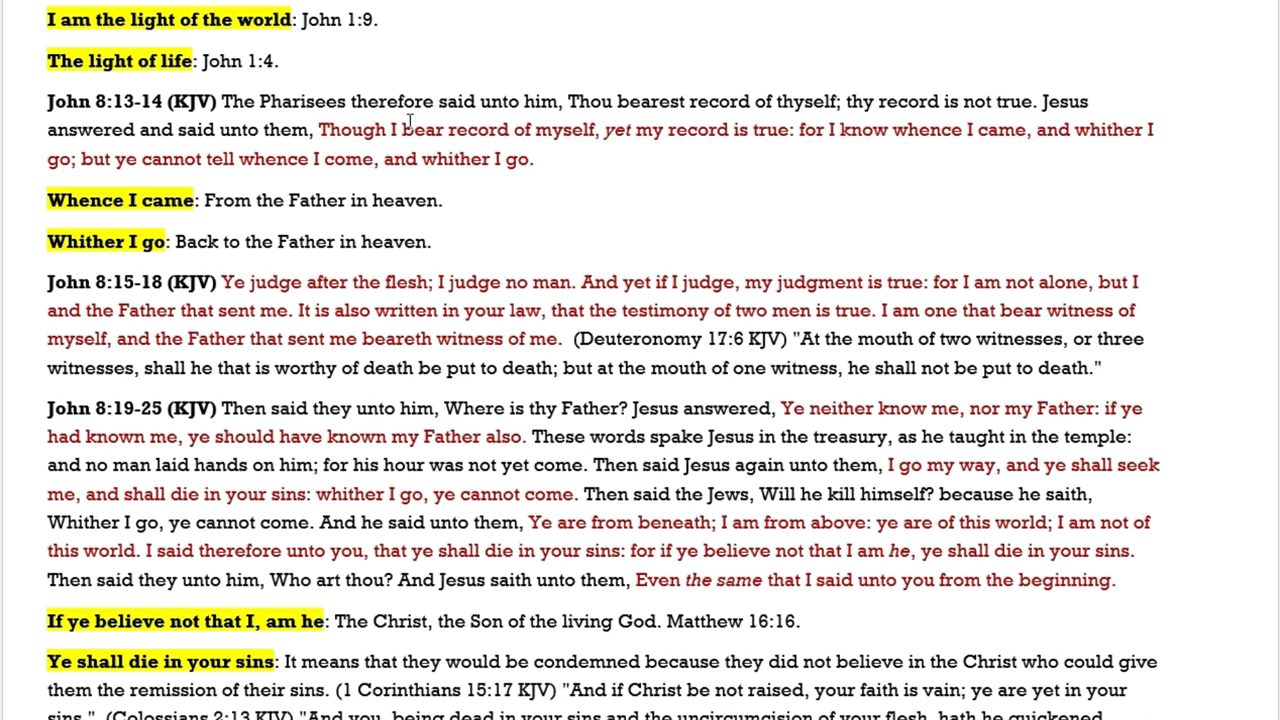 I am the light of the world: John 1:9.
The light of life: John 1:4.
John 8:13-14 (KJV) The Pharisees therefore said unto him, Thou bearest record of thyself; thy record is not true. Jesus
answered and said unto them, Though I bear record of myself, yet my record is true: for I know whence I came, and whither I
go; but ye cannot tell whence I come, and whither I go.
Whence I came: From the Father in heaven.
Whither I go: Back to the Father in heaven.
John 8:15-18 (KJV) Ye judge after the flesh; I judge no man. And yet if I judge, my judgment is true: for I am not alone, but I
and the Father that sent me. It is also written in your law, that the testimony of two men is true. I am one that bear witness of
myself, and the Father that sent me beareth witness of me.  (Deuteronomy 17:6 KJV) "At the mouth of two witnesses, or three
witnesses, shall he that is worthy of death be put to death; but at the mouth of one witness, he shall not be put to death."
John 8:19-25 (KJV) Then said they unto him, Where is thy Father? Jesus answered, Ye neither know me, nor my Father: if ye
had known me, ye should have known my Father also. These words spake Jesus in the treasury, as he taught in the temple:
and no man laid hands on him; for his hour was not yet come. Then said Jesus again unto them, I go my way, and ye shall seek
me, and shall die in your sins: whither I go, ye cannot come. Then said the Jews, Will he kill himself? because he saith,
Whither I go, ye cannot come. And he said unto them, Ye are from beneath; I am from above: ye are of this world; I am not of
this world. I said therefore unto you, that ye shall die in your sins: for if ye believe not that I am he, ye shall die in your sins.
Then said they unto him, Who art thou? And Jesus saith unto them, Even the same that I said unto you from the beginning.
If ye believe not that I, am he: The Christ, the Son of the living God. Matthew 16:16.
Ye shall die in your sins: It means that they would be condemned because they did not believe in the Christ who could give
them the remission of their sins. (1 Corinthians 15:17 KJV) "And if Christ be not raised, your faith is vain; ye are yet in your
sins."  (Colossians 2:13 KJV) "And you, being dead in your sins and the uncircumcision of your flesh, hath he quickened